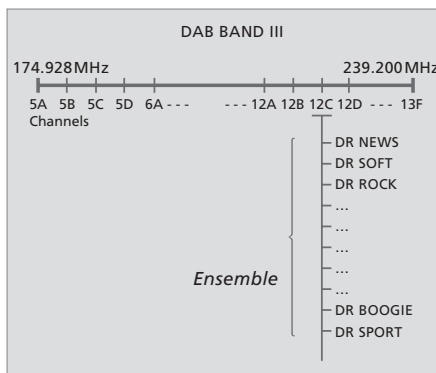 DAB BAND III
174.928MHz 239.200MHz
5A 5B 5C 5D 6A - - - - - - 12A 12B 12C 12D - - - 13F
Channels
DR NEWS
DR SOFT
DR ROCK
...
...
...
...
...
Ensemble
DR BOOGIE
DR SPORT